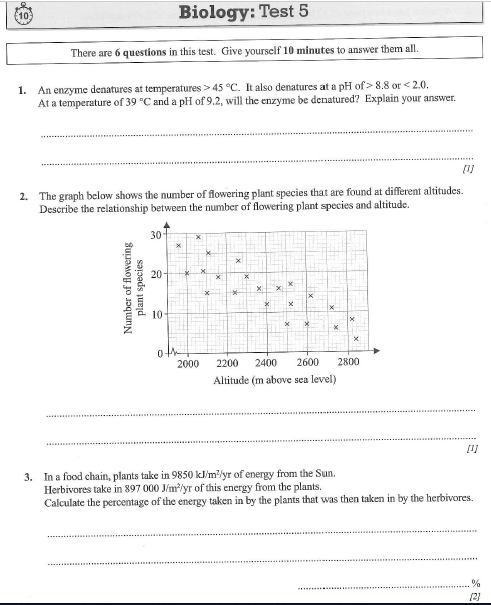 10
Biology: Test 5
There are 6 questions in this test. Give yourself 10 minutes to answer them all.
1. An enzyme denatures at temperatures > 45 °C. It also denatures at a pH of > 8.8 or < 2.0.
At a temperature of 39 °C and a pH of 9.2, will the enzyme be denatured? Explain your answer.
[1]
2. The graph below shows the number of flowering plant species that are found at different altitudes.
Describe the relationship between the number of flowering plant species and altitude.
Number of flowering
plant species
30
20
10
0
2000 2200 2400 2600 2800
Altitude (m above sea level)
[1]
3. In a food chain, plants take in 9850 kJ/m²/yr of energy from the Sun.
Herbivores take in 897 000 J/m²/yr of this energy from the plants.
Calculate the percentage of the energy taken in by the plants that was then taken in by the herbivores.
%
[2]